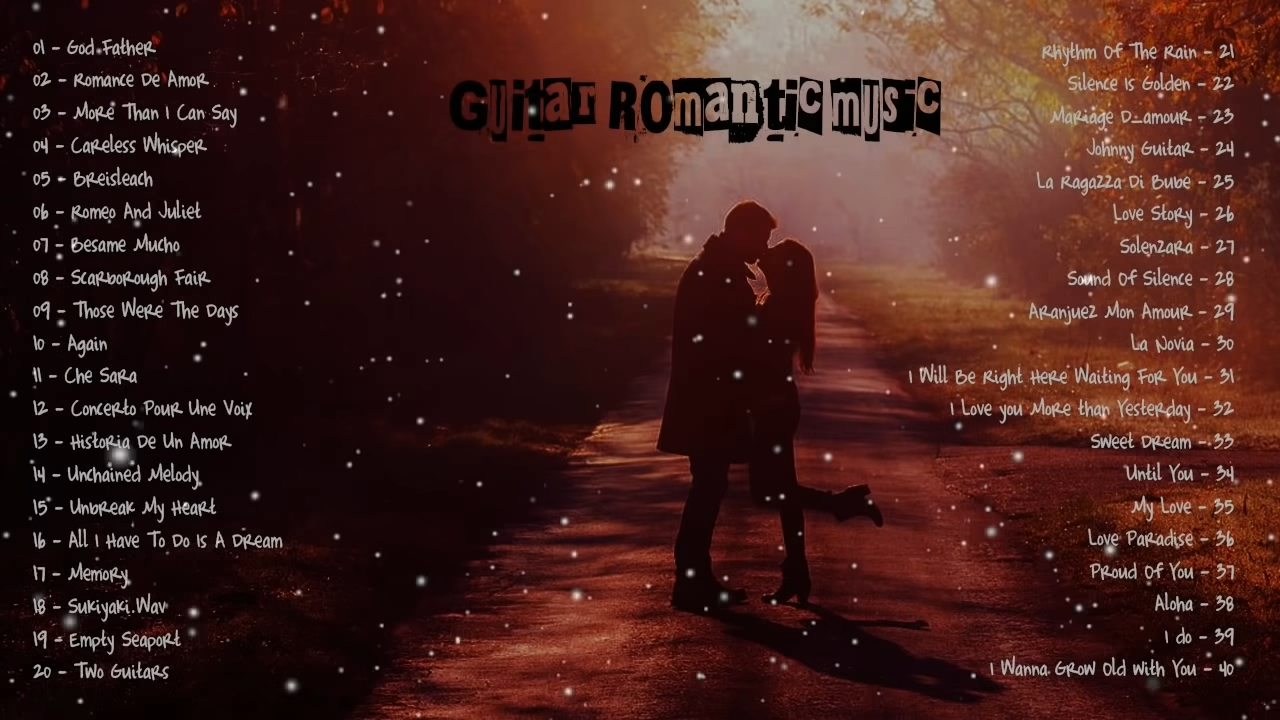 Guitar Romantic music
01 - God Father
02 - Romance De Amor
03 - More Than I Can Say
04 - Careless Whisper
05 - Breisleach
06 - Romeo And Juliet
07 - Besame Mucho
08 - Scarborough Fair
09 - Those Were The Days
10 - Again
11 - Che Sara
12 - Concerto Pour Une Voix
13 - Historia De Un Amor
14 - Unchained Melody
15 - Unbreak My Heart
16 - All I Have To Do Is A Dream
17 - Memory
18 - Sukiyaki.Wav
19 - Empty Seaport
20 - Two Guitars
Rhythm Of The Rain - 21
Silence Is Golden - 22
Mariage D_amour - 23
Johnny Guitar - 24
La Ragazza Di Bube - 25
Love Story - 26
Solenzara - 27
Sound Of Silence - 28
Aranjuez Mon Amour - 29
La Novia - 30
I Will Be Right Here Waiting For You - 31
I Love you More than Yesterday - 32
Sweet Dream - 33
Until You - 34
My Love - 35
Love Paradise - 36
Proud Of You - 37
Aloha - 38
I do - 39
I Wanna Grow Old With You - 40